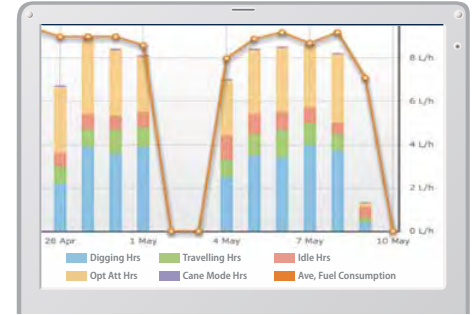 8 L/h
6 L/h
4 L/h
2 L/h
0 L/h
28 Apr 1 May 4 May 7 May 10 May
Digging Hrs Travelling Hrs Idle Hrs
Opt Att Hrs Cane Mode Hrs Ave, Fuel Consumption